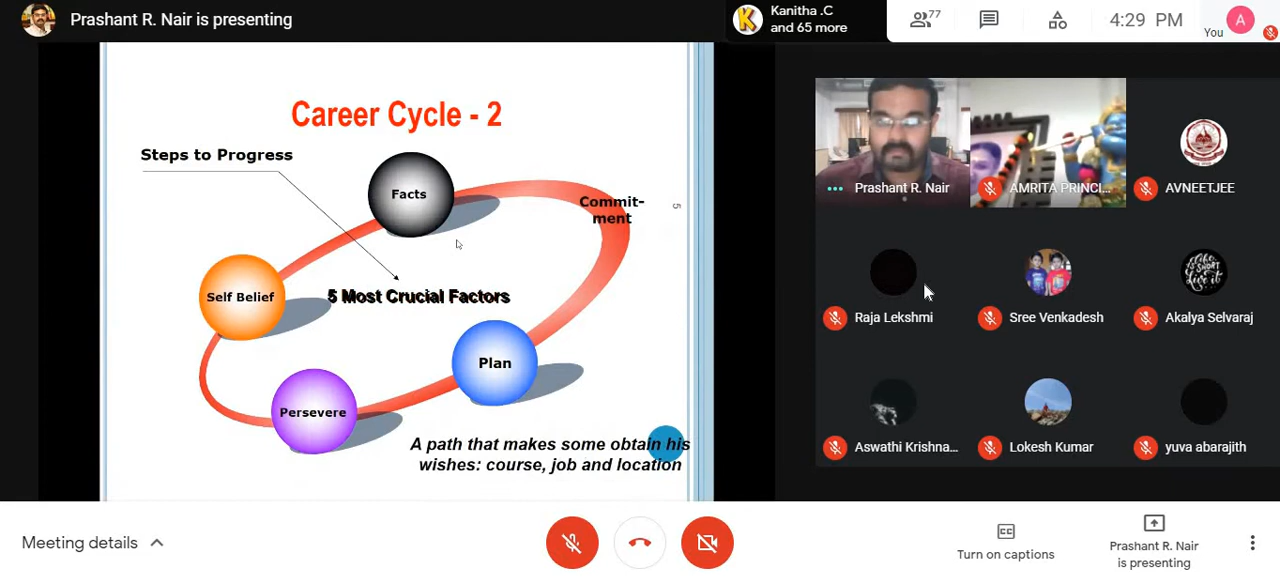 Prashant R. Nair is presenting
Kanitha .C
and 65 more
77
4:29 PM
A
You
Career Cycle - 2
Steps to Progress
Facts
Commit-
ment
5
Self Belief
5 Most Crucial Factors
Plan
Persevere
A path that makes some obtain his
wishes: course, job and location
Prashant R. Nair
AMRITA PRINCI...
AVNEETJEE
Raja Lekshmi
Sree Venkadesh
Akalya Selvaraj
Aswathi Krishna...
Lokesh Kumar
yuva abarajith
Meeting details
Turn on captions
Prashant R. Nair
is presenting